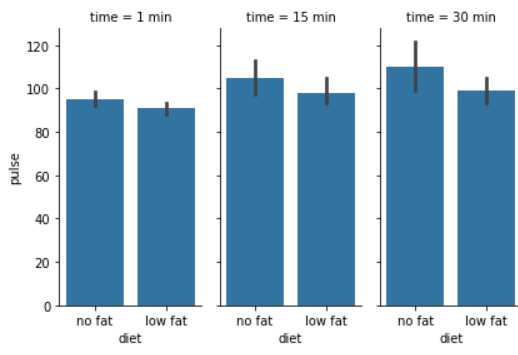 time = 1 min
time = 15 min
time = 30 min
pulse
120
100
80
60
40
20
0
no fat
low fat
diet
no fat
low fat
diet
no fat
low fat
diet